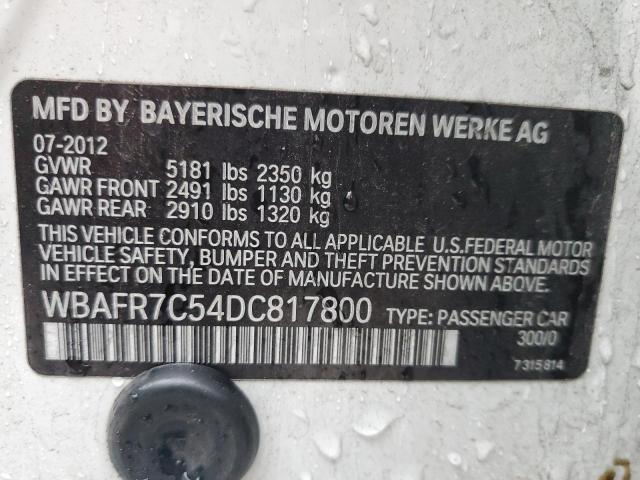 MFD BY BAYERISCHE MOTOREN WERKE AG
07-2012
GVWR 5181 lbs 2350 kg
GAWR FRONT 2491 lbs 1130 kg
GAWR REAR 2910 lbs 1320 kg
THIS VEHICLE CONFORMS TO ALL APPLICABLE U.S.FEDERAL MOTOR
VEHICLE SAFETY, BUMPER AND THEFT PREVENTION STANDARDS
IN EFFECT ON THE DATE OF MANUFACTURE SHOWN ABOVE.
WBAFR7C54DC817800 TYPE: PASSENGER CAR
300/0
7315814